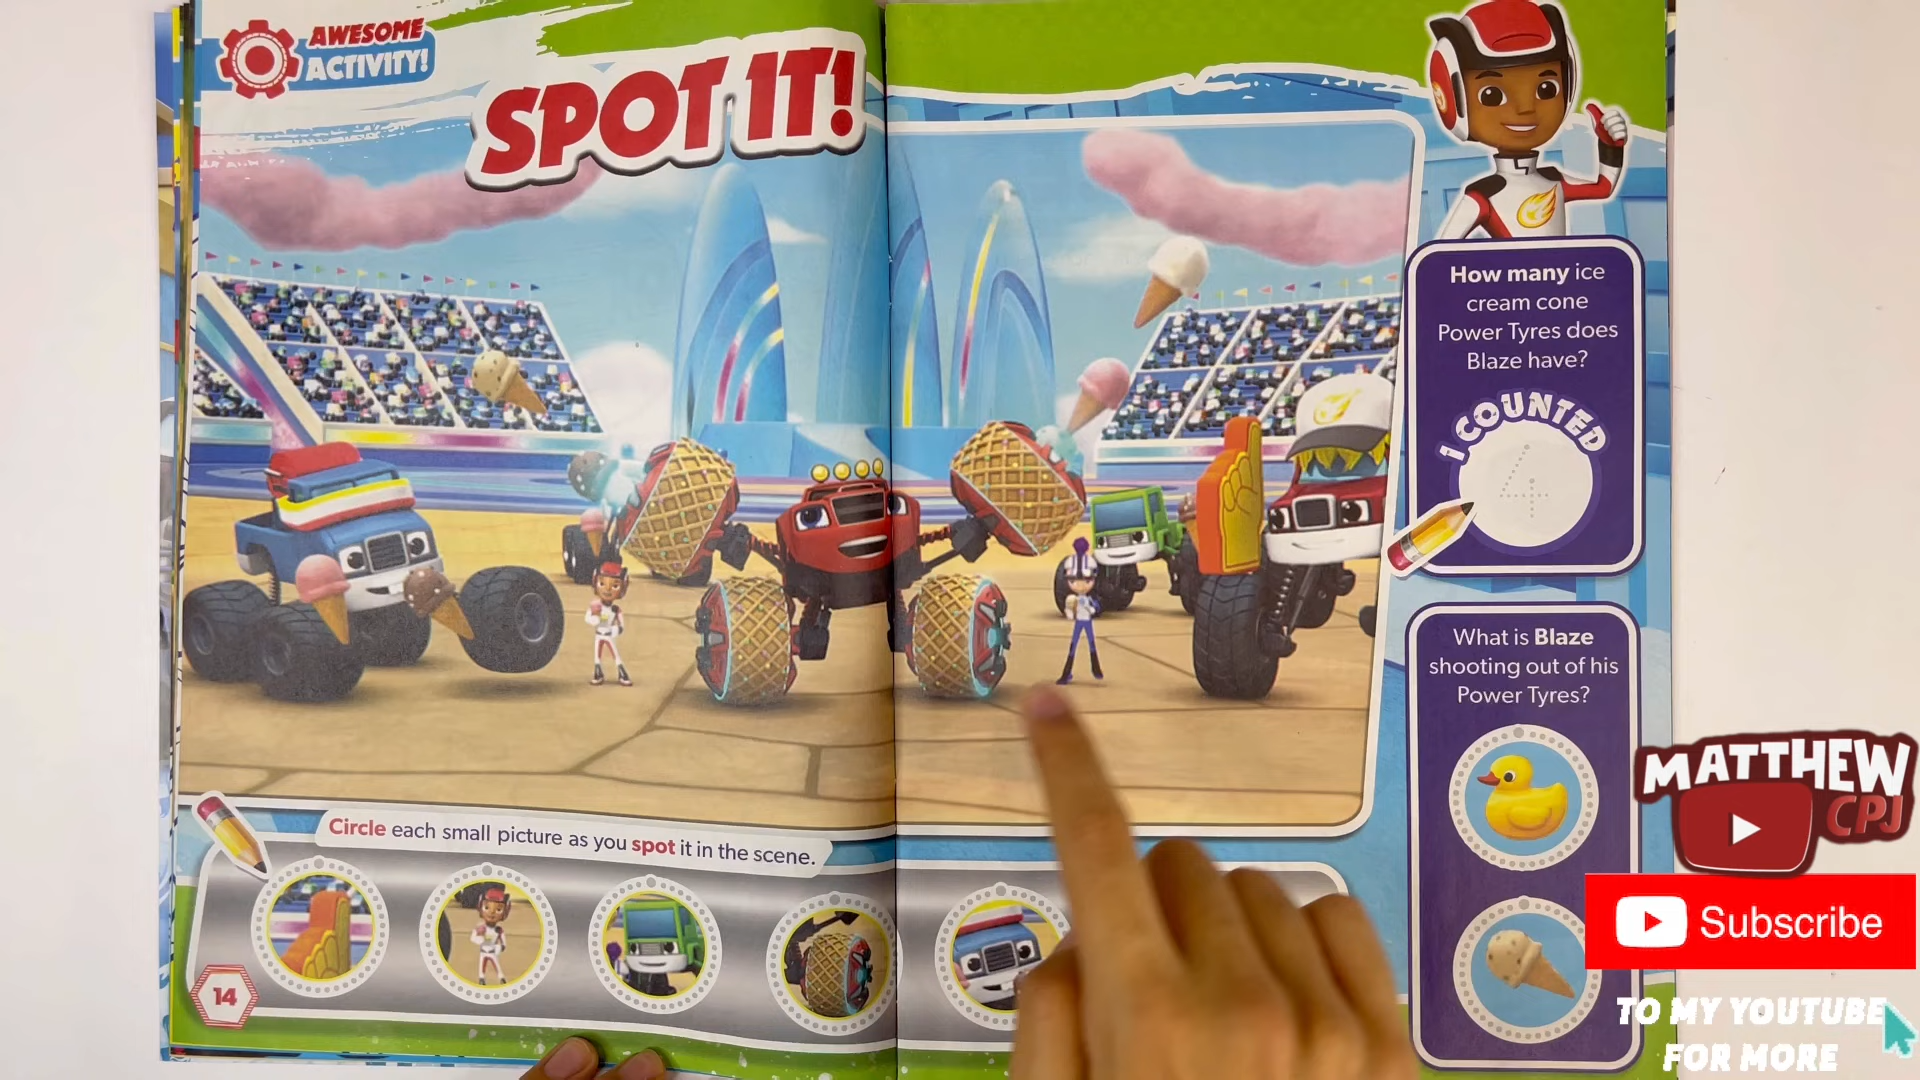 AWESOME
ACTIVITY!
SPOT IT!
How many ice
cream cone
Power Tyres does
Blaze have?
I COUNTED
4
What is Blaze
shooting out of his
Power Tyres?
Circle each small picture as you spot it in the scene.
14
MATTHEW
CPJ
Subscribe
TO MY YOUTUBE
FOR MORE